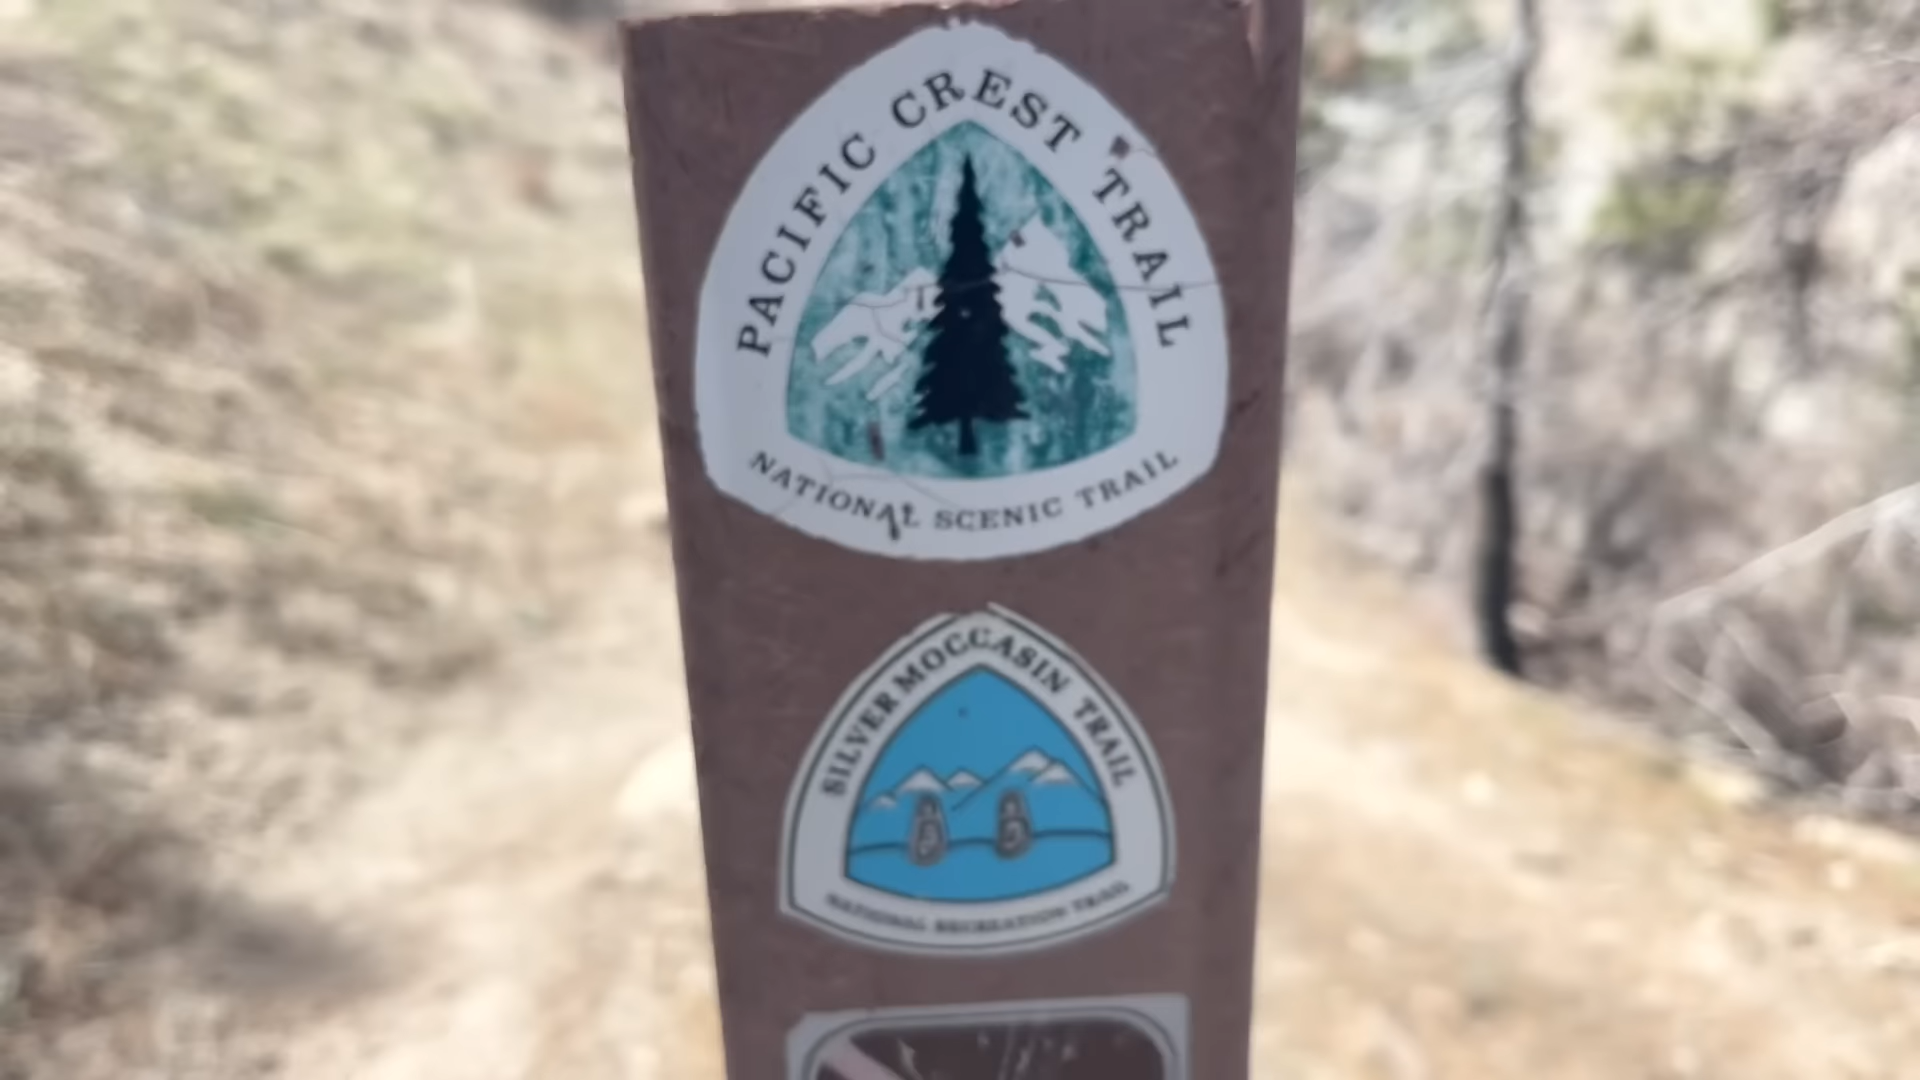 PACIFIC CREST TRAIL
NATIONAL SCENIC TRAIL
SILVER MOCCASIN TRAIL
NATIONAL RECREATION TRAIL